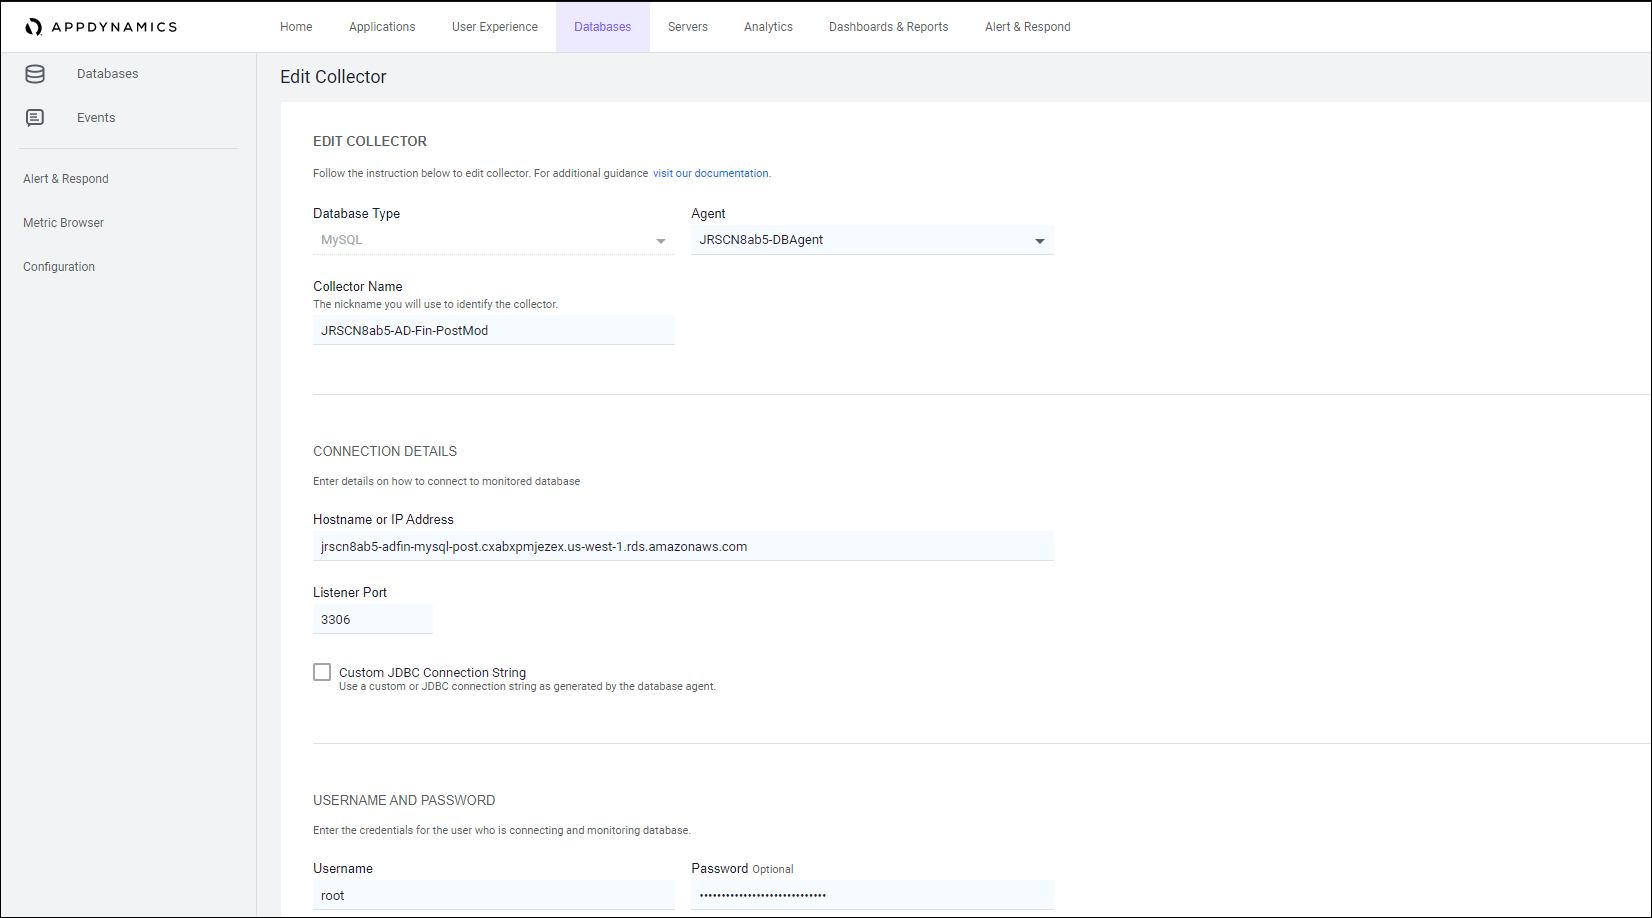 APPDYNAMICS
Home Applications User Experience Databases Servers Analytics Dashboards & Reports Alert & Respond
Databases
Events
Alert & Respond
Metric Browser
Configuration
Edit Collector
EDIT COLLECTOR
Follow the instruction below to edit collector. For additional guidance visit our documentation.
Database Type Agent
MySQL JRSCN8ab5-DBAgent
Collector Name
The nickname you will use to identify the collector.
JRSCN8ab5-AD-Fin-PostMod
CONNECTION DETAILS
Enter details on how to connect to monitored database
Hostname or IP Address
jrscn8ab5-adfin-mysql-post.cxabxpmjezex.us-west-1.rds.amazonaws.com
Listener Port
3306
Custom JDBC Connection String
Use a custom or JDBC connection string as generated by the database agent.
USERNAME AND PASSWORD
Enter the credentials for the user who is connecting and monitoring database.
Username Password Optional
root •••••••••••••••••••••••••••••